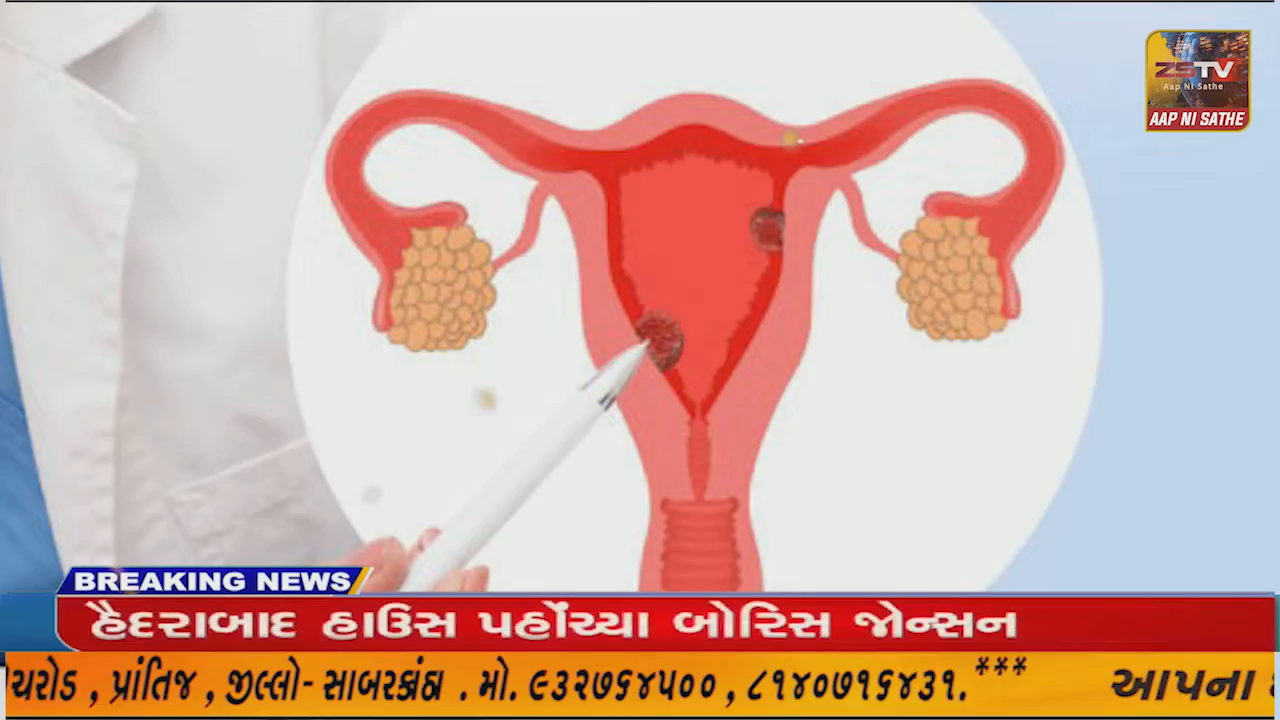 ZSTV
Aap Ni Sathe
AAP NI SATHE
BREAKING NEWS
હૈદરાબાદ હાઉસ પહોંચ્યા બોરિસ જોન્સન
ચરોડ , પ્રાંતિજ , જીલ્લો- સાબરકાંઠા . મો. ૯૩૨૭૬૪૫૦૦ , ૮૧૪૦૭૧૬૪૩૧.*** આપના